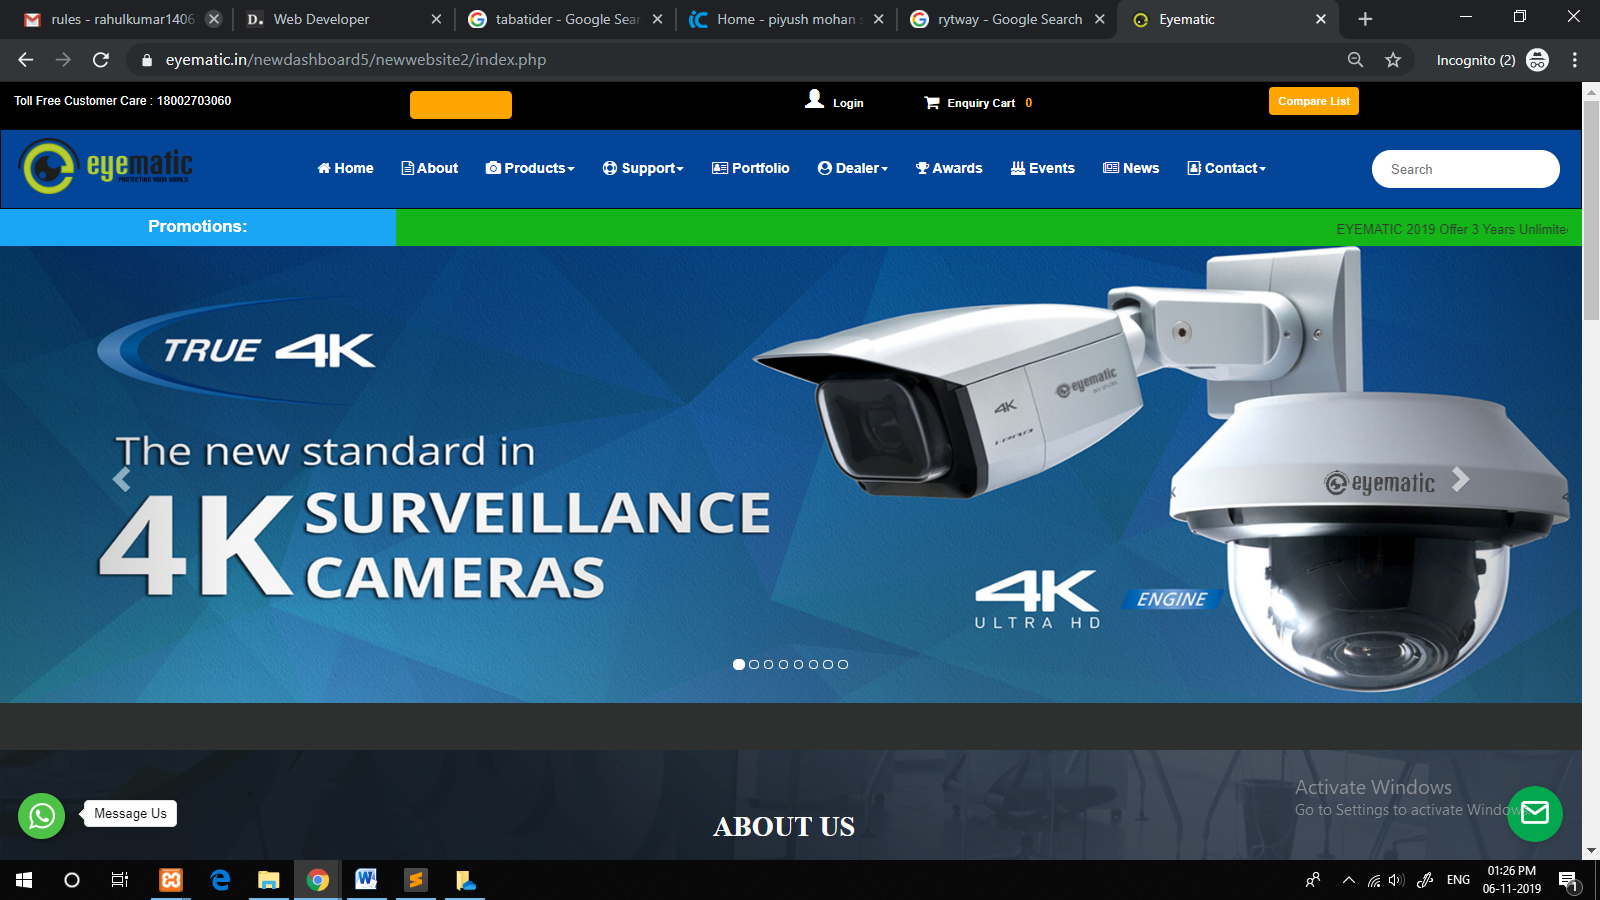 rules - rahulkumar1406
Web Developer
tabatider - Google Sear
Home - piyush mohan s
rytway - Google Search
Eyematic
eyematic.in/newdashboard5/newwebsite2/index.php
Incognito (2)
Toll Free Customer Care : 18002703060
Login
Enquiry Cart 0
Compare List
eyematic
PROTECTING YOUR WORLD
Home
About
Products
Support
Portfolio
Dealer
Awards
Events
News
Contact
Search
Promotions:
EYEMATIC 2019 Offer 3 Years Unlimite
TRUE 4K
The new standard in
4K SURVEILLANCE
CAMERAS
eyematic
4K
eyematic
4K
ULTRA HD
ENGINE
Activate Windows
Go to Settings to activate Windows
Message Us
ABOUT US
ENG
01:26 PM
06-11-2019
1